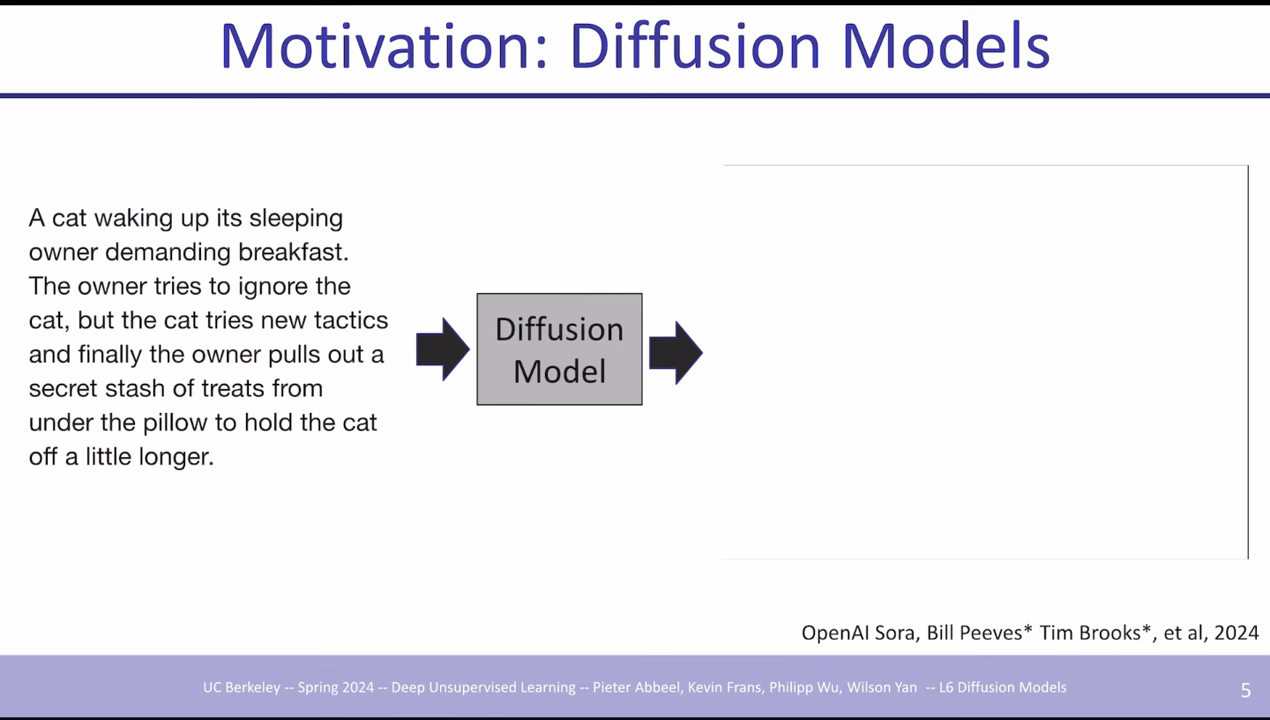 Motivation: Diffusion Models
A cat waking up its sleeping
owner demanding breakfast.
The owner tries to ignore the
cat, but the cat tries new tactics
and finally the owner pulls out a
secret stash of treats from
under the pillow to hold the cat
off a little longer.
Diffusion
Model
OpenAI Sora, Bill Peeves* Tim Brooks*, et al, 2024
UC Berkeley -- Spring 2024 -- Deep Unsupervised Learning -- Pieter Abbeel, Kevin Frans, Philipp Wu, Wilson Yan -- L6 Diffusion Models
5